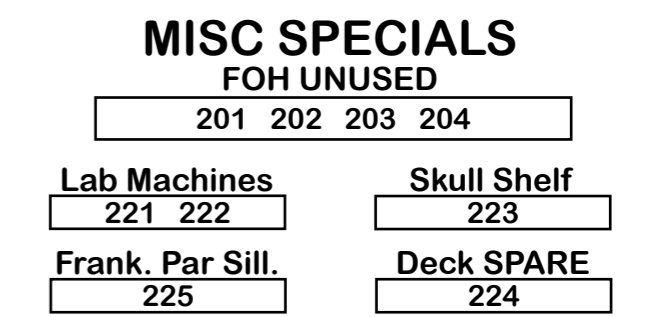 MISC SPECIALS
FOH UNUSED
201 202 203 204
Lab Machines
221 222
Skull Shelf
223
Frank. Par Sill.
225
Deck SPARE
224